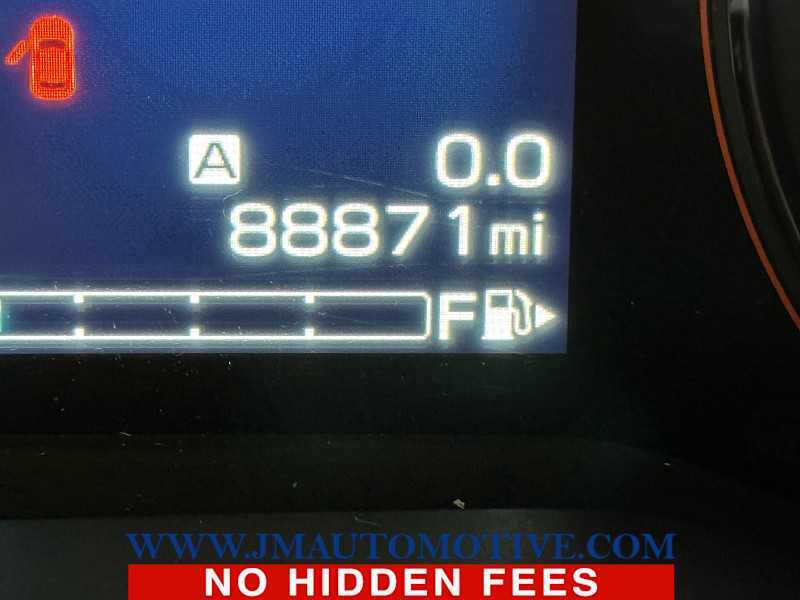 A 0.0
88871 mi
F
WWW.JMAUTOMOTIVE.COM
NO HIDDEN FEES